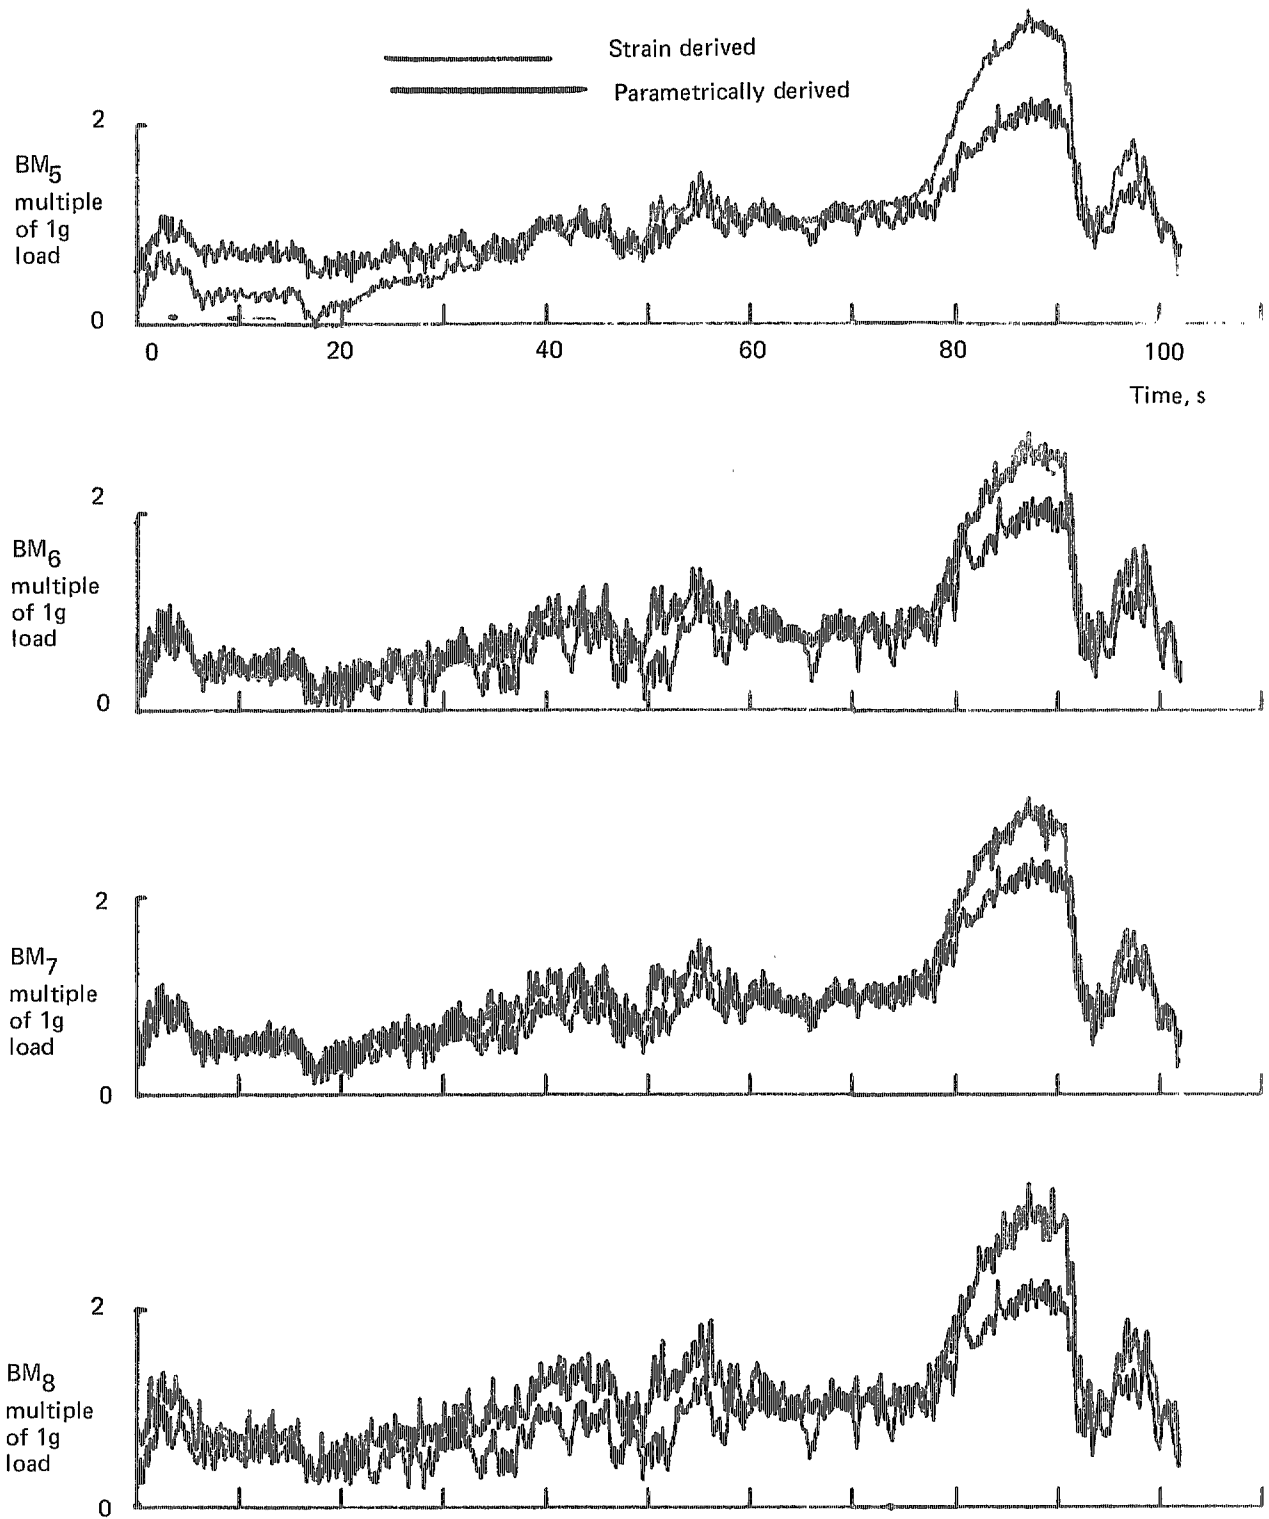 Strain derived
Parametrically derived
2
BM5
multiple
of 1g
load
0
0 20 40 60 80 100
Time, s
2
BM6
multiple
of 1g
load
0
2
BM7
multiple
of 1g
load
0
2
BM8
multiple
of 1g
load
0